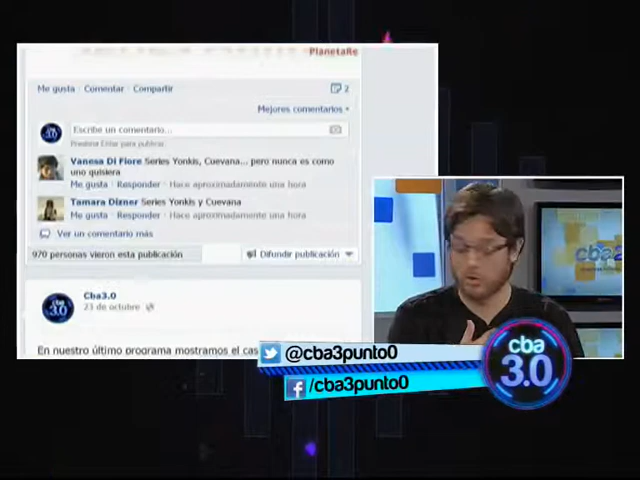 PlanetaRe
Me gusta · Comentar · Compartir
2
Mejores comentarios
Escribe un comentario...
Presiona Enter para publicar.
Vanesa Di Fiore Series Yonkis, Cuevana... pero nunca es como
uno quisiera
Me gusta · Responder · Hace aproximadamente una hora
Tamara Dizner Series Yonkis y Cuevana
Me gusta · Responder · Hace aproximadamente una hora
Ver un comentario más
970 personas vieron esta publicación
Difundir publicación
cba
3.0
Cba3.0
23 de octubre
En nuestro último programa mostramos el cas
@cba3punto0
f /cba3punto0
cba
3.0
cba2